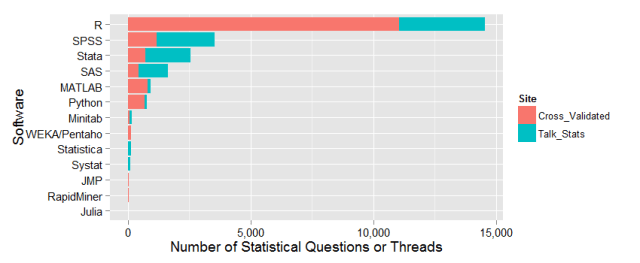 R
SPSS
Stata
SAS
MATLAB
Python
Minitab
WEKA/Pentaho
Statistica
Systat
JMP
RapidMiner
Julia
Software
0
5,000
10,000
15,000
Number of Statistical Questions or Threads
Site
Cross_Validated
Talk_Stats